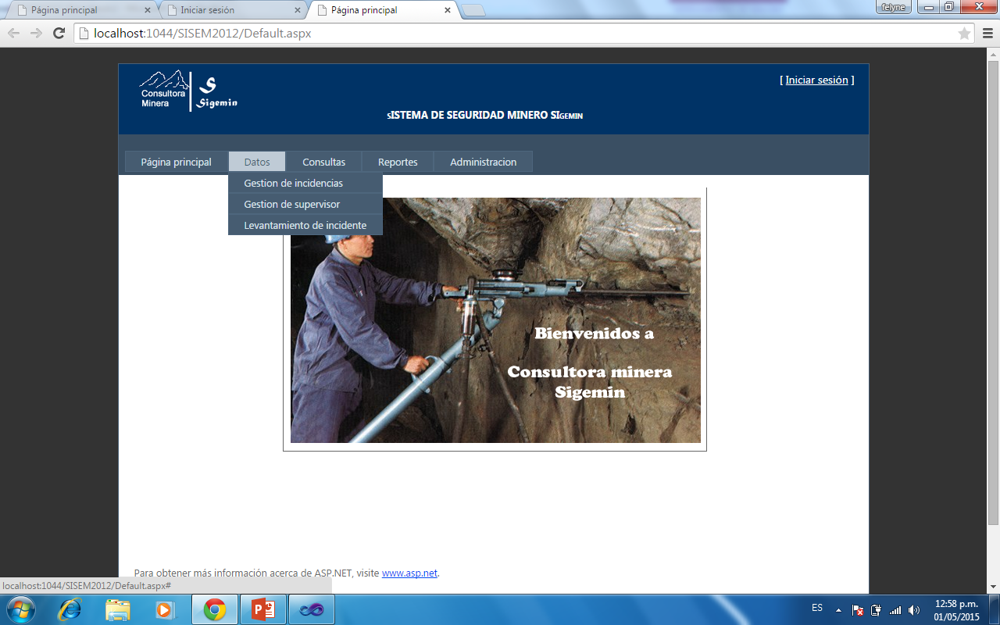 Página principal
Iniciar sesión
Página principal
felyne
localhost:1044/SISEM2012/Default.aspx
Consultora
Minera
S
Sigemin
[ Iniciar sesión ]
SISTEMA DE SEGURIDAD MINERO SIGEMIN
Página principal Datos Consultas Reportes Administracion
Gestion de incidencias
Gestion de supervisor
Levantamiento de incidente
Bienvenidos a
Consultora minera
Sigemin
Para obtener más información acerca de ASP.NET, visite www.asp.net.
localhost:1044/SISEM2012/Default.aspx#
ES
12:58 p.m.
01/05/2015